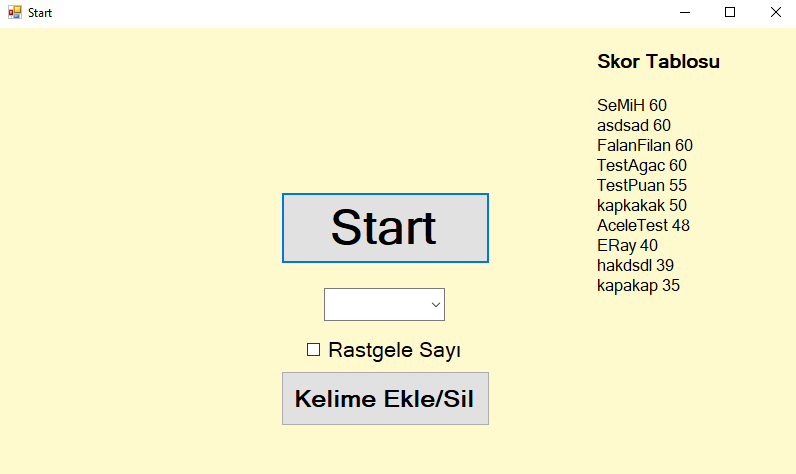 Start
Skor Tablosu
SeMiH 60
asdsad 60
FalanFilan 60
TestAgac 60
TestPuan 55
kapkakak 50
AceleTest 48
ERay 40
hakdsdl 39
kapakap 35
Start
Rastgele Sayı
Kelime Ekle/Sil